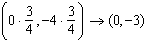 (0 · 3/4, -4 · 3/4) → (0, -3)